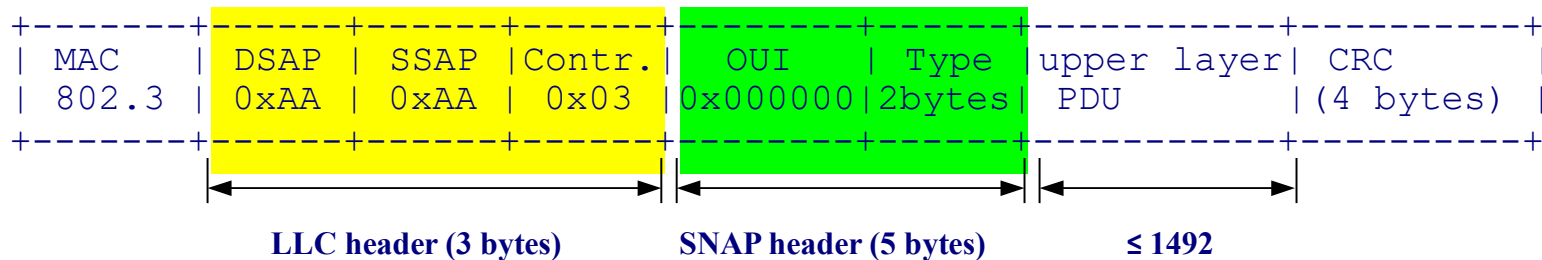 +-------+------+------+------+--------+------+-----------+----------+
| MAC | DSAP | SSAP |Contr.| OUI | Type |upper layer| CRC |
| 802.3 | 0xAA | 0xAA | 0x03 |0x000000|2bytes| PDU |(4 bytes) |
+-------+------+------+------+--------+------+-----------+----------+
LLC header (3 bytes) SNAP header (5 bytes) ≤ 1492